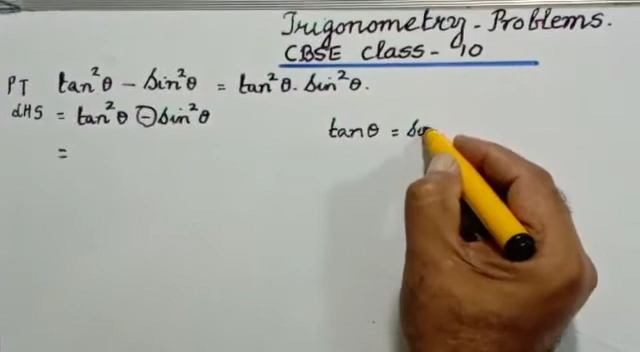 Trigonometry - Problems.
CBSE Class - 10
PT tan²θ - Sin²θ = tan²θ. Sin²θ.
LHS = tan²θ - Sin²θ
tanθ =
=